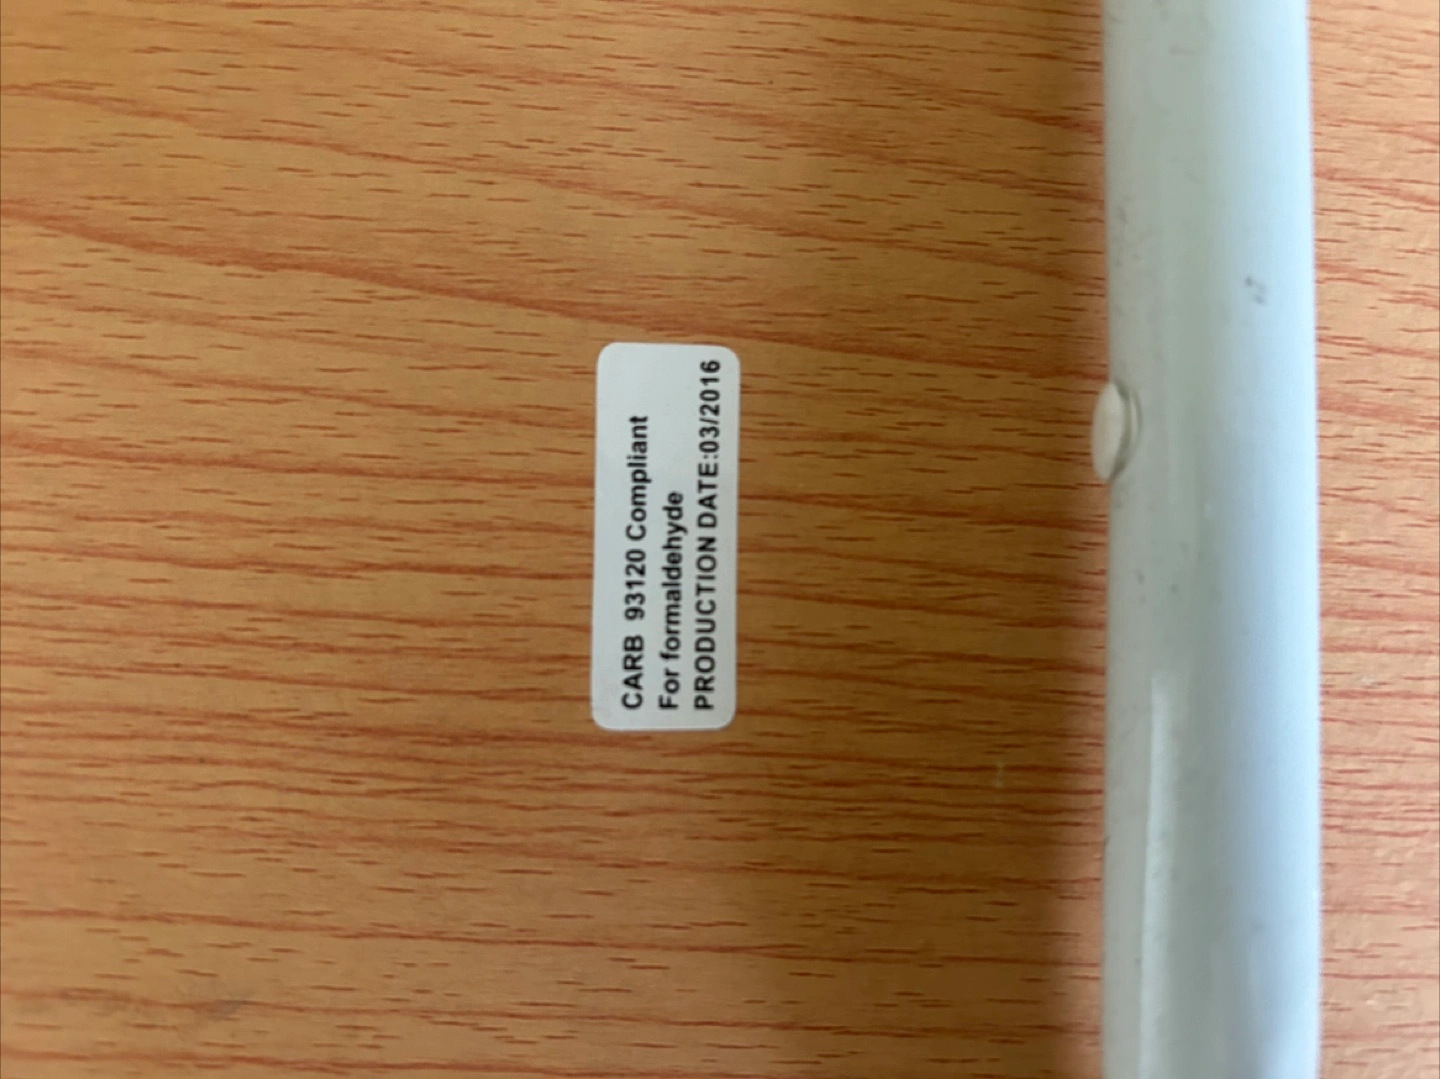 CARB 93120 Compliant
For formaldehyde
PRODUCTION DATE:03/2016